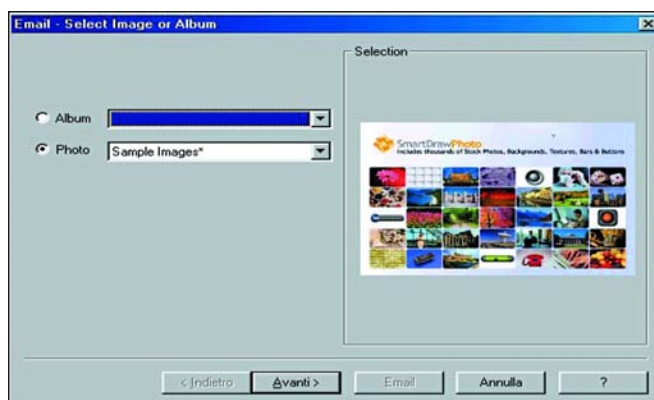 Email - Select Image or Album
Selection
Album
Photo
Sample Images*
SmartDrawPhoto
Includes thousands of Stock Photos, Backgrounds, Textures, Bars & Buttons
< Indietro
Avanti >
Email
Annulla
?